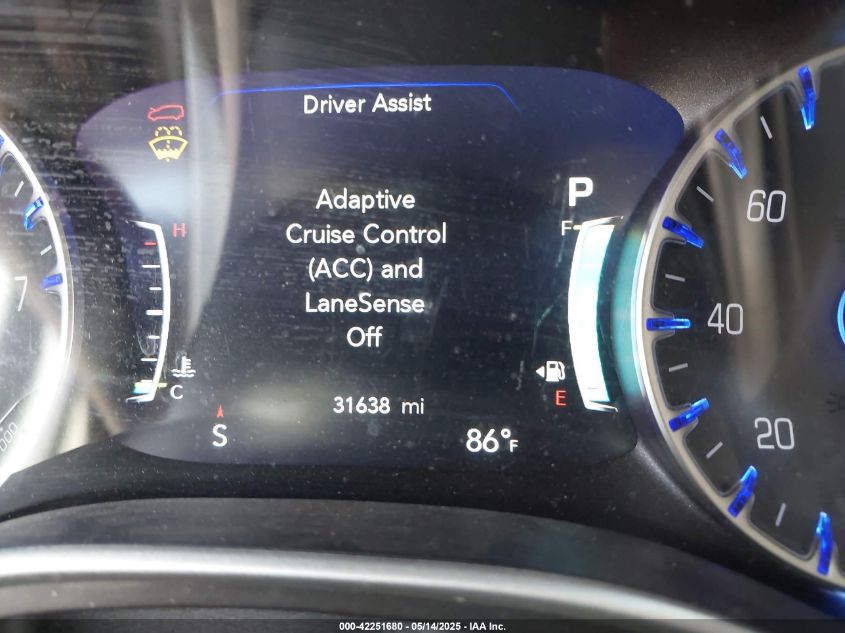 Driver Assist
P
Adaptive
Cruise Control
(ACC) and
LaneSense
Off
H
F
C
E
31638 mi
S
86°F
7
000
60
40
20
000-42251680 - 05/14/2025 - IAA Inc.